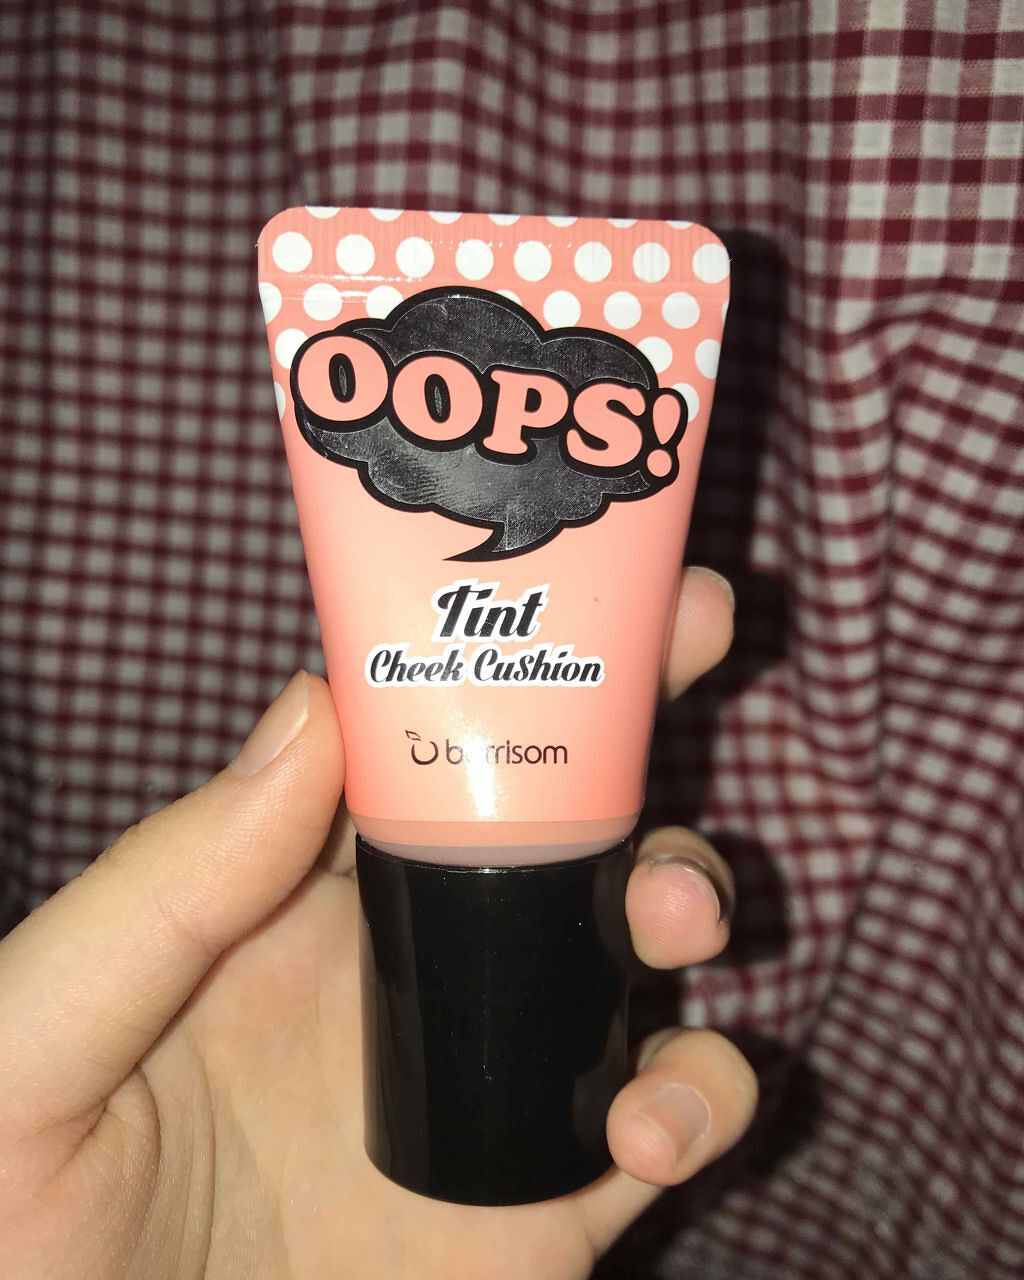 OOPS!
Tint
Cheek Cushion
berrisom